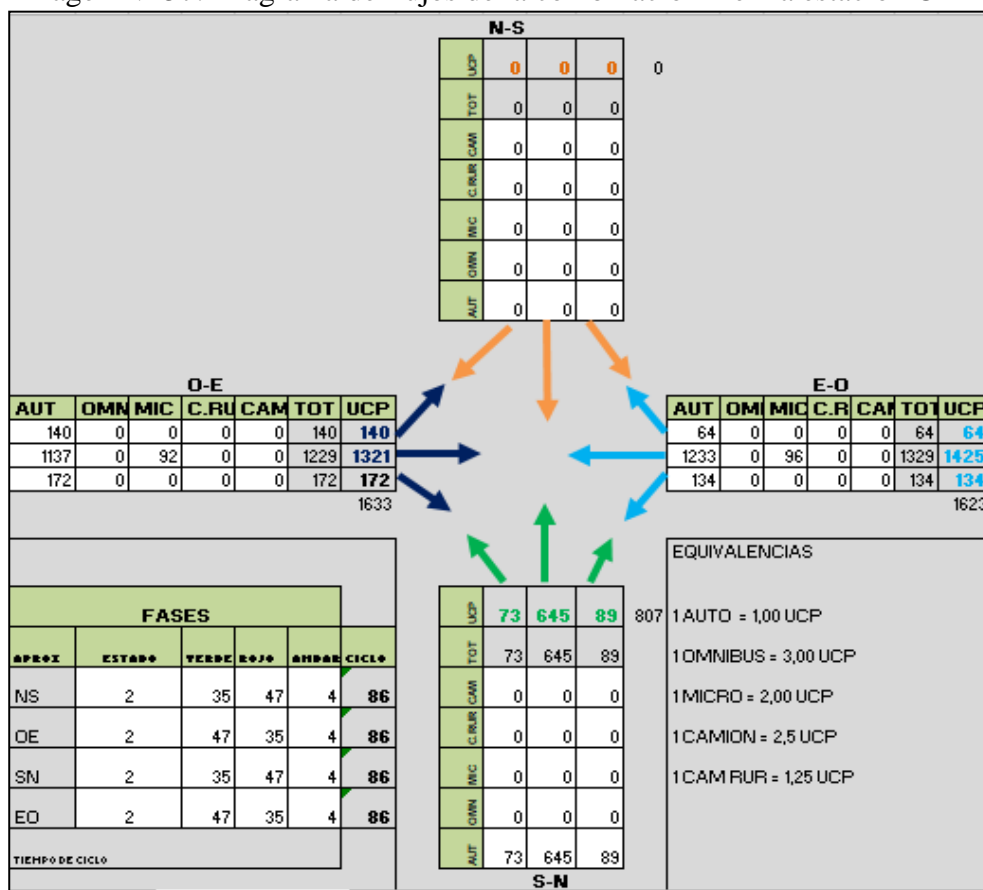 N-S
UCP 0 0 0 0
TOT 0 0 0
CAM 0 0 0
C.RUR 0 0 0
MIC 0 0 0
OMN 0 0 0
AUT 0 0 0
O-E
AUT OMN MIC C.RU CAM TOT UCP
140 0 0 0 0 140 140
1137 0 92 0 0 1229 1321
172 0 0 0 0 172 172
1633
E-O
AUT OMI MIC C.R CAI TOT UCP
64 0 0 0 0 64 64
1233 0 96 0 0 1329 1425
134 0 0 0 0 134 134
1623
FASES
APROX ESTADO VERDE ROJO AMBAR CICLO
NS 2 35 47 4 86
OE 2 47 35 4 86
SN 2 35 47 4 86
EO 2 47 35 4 86
TIEMPO DE CICLO
UCP 73 645 89 807
TOT 73 645 89
CAM 0 0 0
C.RUR 0 0 0
MIC 0 0 0
OMN 0 0 0
AUT 73 645 89
S-N
EQUIVALENCIAS
1 AUTO = 1,00 UCP
1 OMNIBUS = 3,00 UCP
1 MICRO = 2,00 UCP
1 CAMION = 2,5 UCP
1 CAM RUR = 1,25 UCP